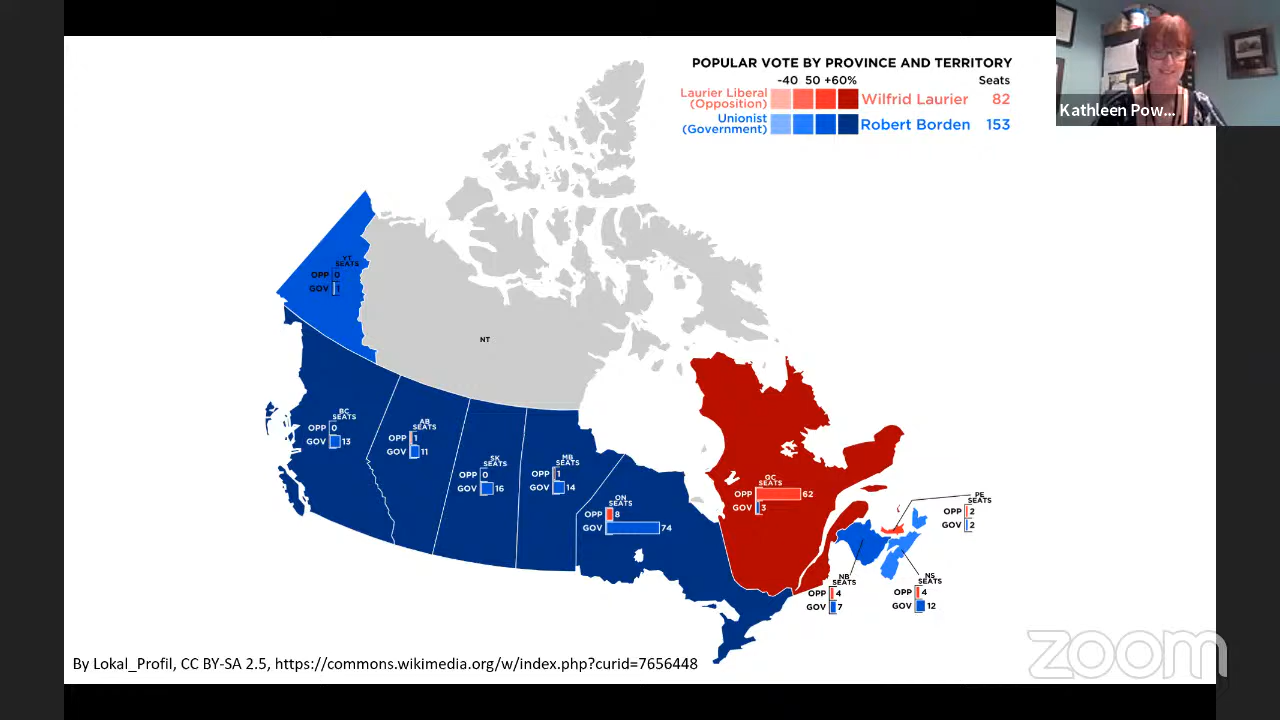 POPULAR VOTE BY PROVINCE AND TERRITORY
-40 50 +60% Seats
Laurier Liberal
(Opposition)
Wilfrid Laurier 82
Unionist
(Government)
Robert Borden 153
Kathleen Pow...
YT
SEATS
OPP 0
GOV 1
NT
BC
SEATS
OPP 0
GOV 13
AB
SEATS
OPP 1
GOV 11
SK
SEATS
OPP 0
GOV 16
MB
SEATS
OPP 1
GOV 14
ON
SEATS
OPP 8
GOV 74
QC
SEATS
OPP 62
GOV 3
PE
SEATS
OPP 2
GOV 2
NB
SEATS
OPP 4
GOV 7
NS
SEATS
OPP 4
GOV 12
By Lokal_Profil, CC BY-SA 2.5, https://commons.wikimedia.org/w/index.php?curid=7656448
zoom